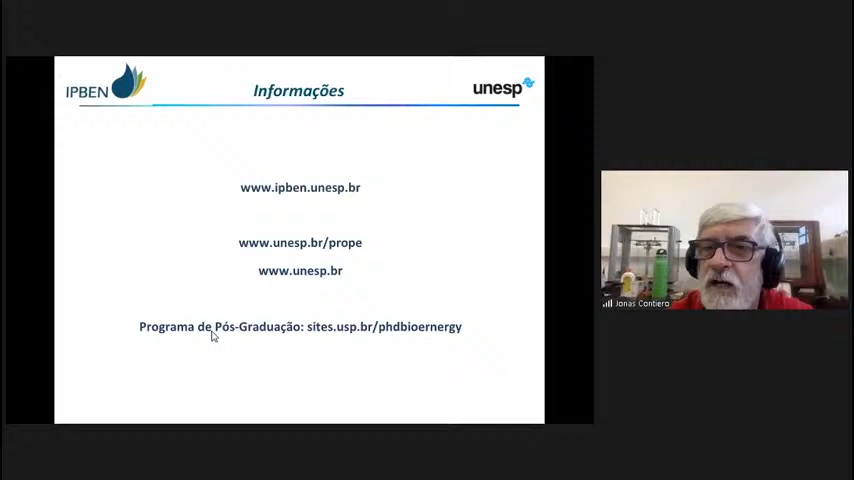 IPBEN
Informações
unesp
www.ipben.unesp.br
www.unesp.br/prope
www.unesp.br
Programa de Pós-Graduação: sites.usp.br/phdbioernergy
Jonas Contiero